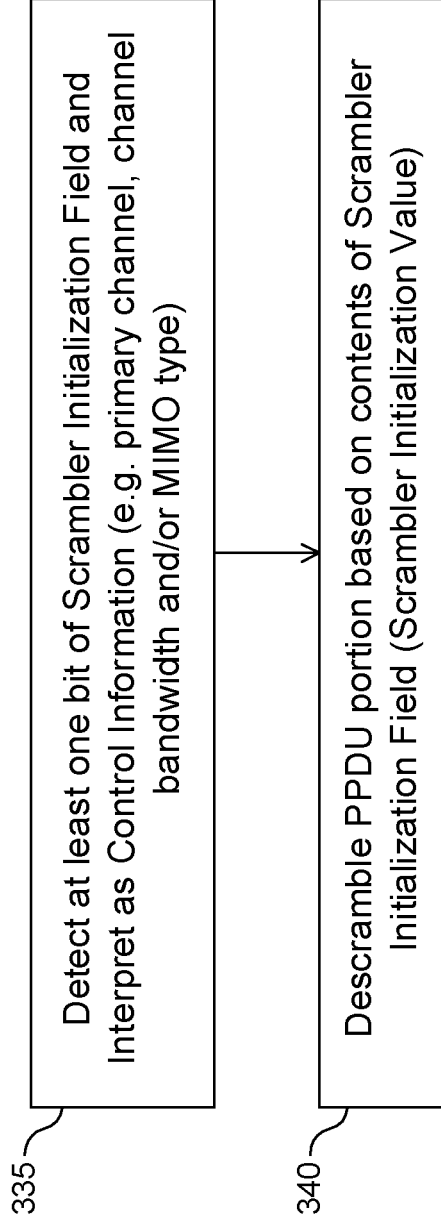 335
Detect at least one bit of Scrambler Initialization Field and
Interpret as Control Information (e.g. primary channel, channel
bandwidth and/or MIMO type)
340
Descramble PPDU portion based on contents of Scrambler
Initialization Field (Scrambler Initialization Value)